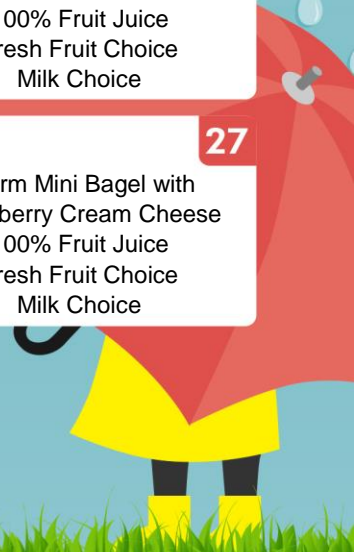 00% Fruit Juice
resh Fruit Choice
Milk Choice
27
rm Mini Bagel with
berry Cream Cheese
00% Fruit Juice
resh Fruit Choice
Milk Choice